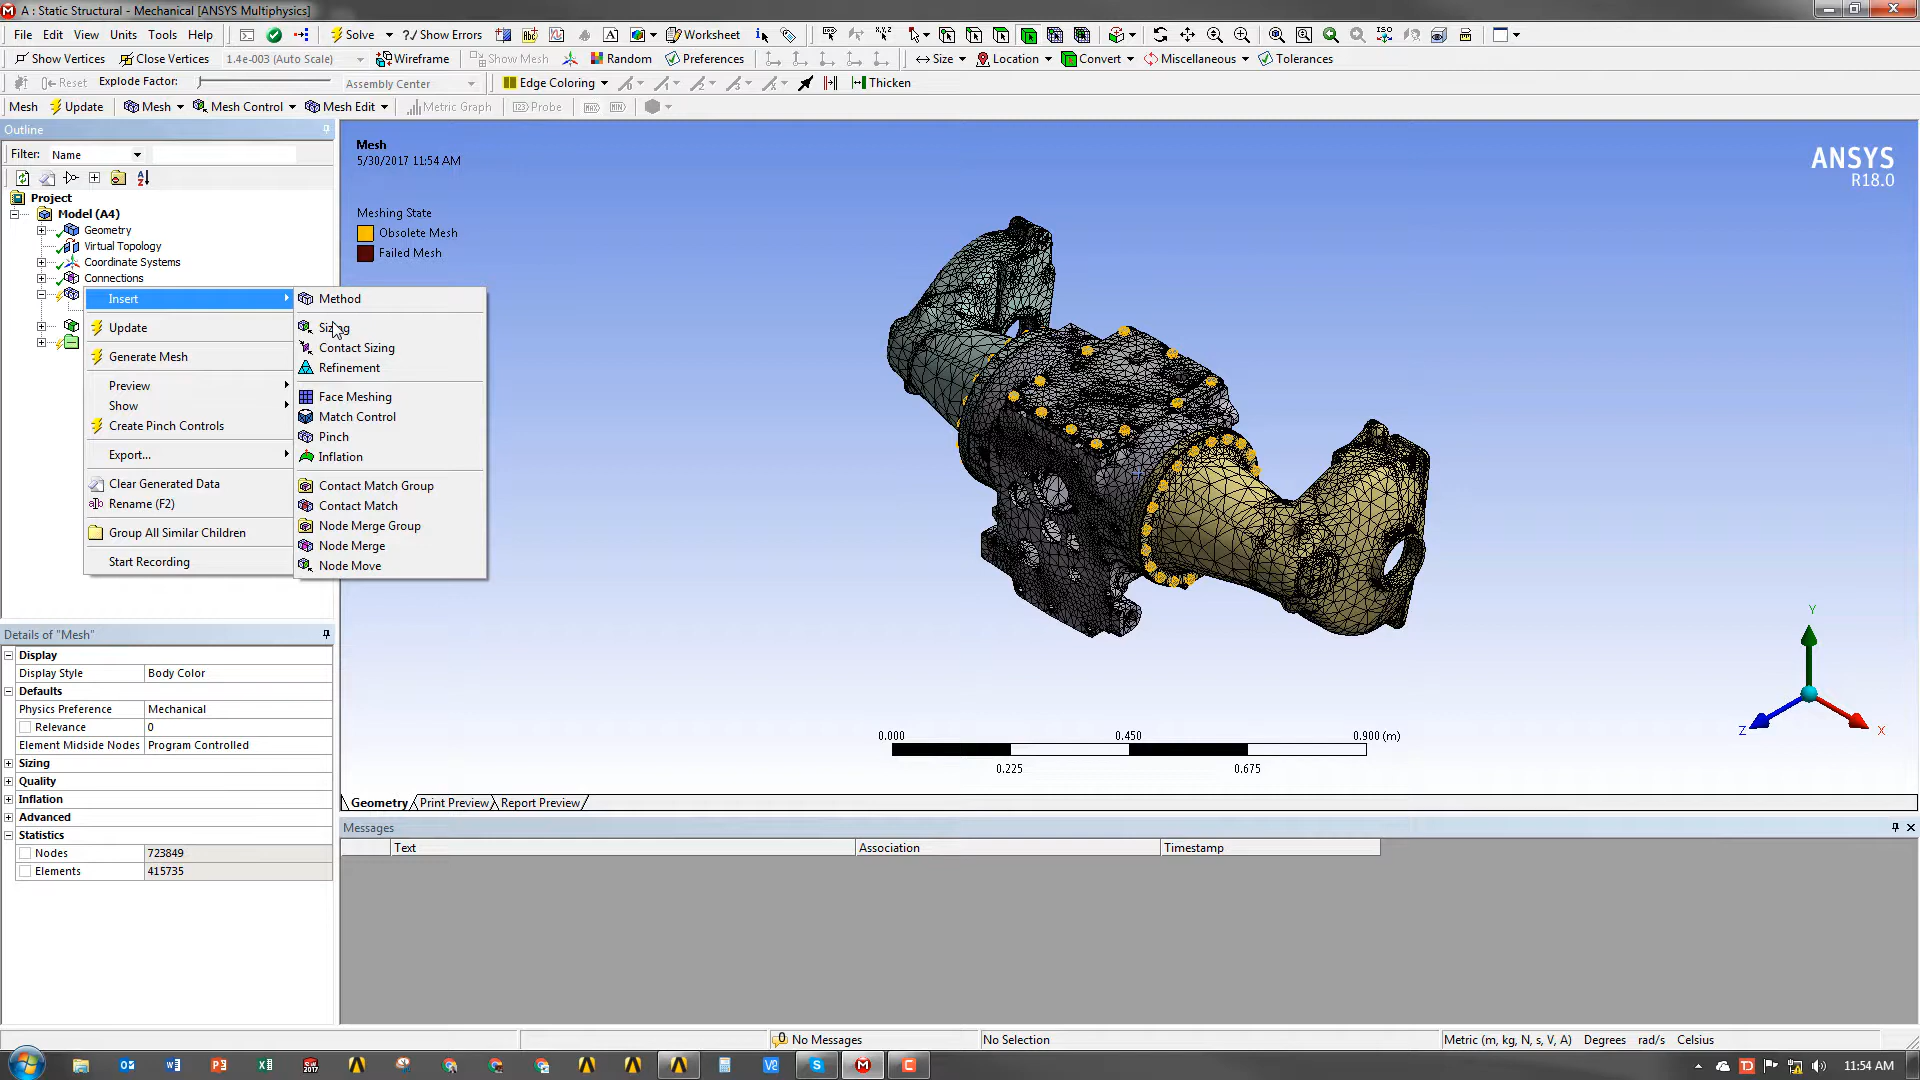 A : Static Structural - Mechanical [ANSYS Multiphysics]
File Edit View Units Tools Help Solve ?/ Show Errors Worksheet
Show Vertices Close Vertices 1.4e-003 (Auto Scale) Wireframe Show Mesh Random Preferences Size Location Convert Miscellaneous Tolerances
Reset Explode Factor: Assembly Center Edge Coloring Thicken
Mesh Update Mesh Mesh Control Mesh Edit Metric Graph Probe
Outline
Filter: Name
Project
Model (A4)
Geometry
Virtual Topology
Coordinate Systems
Connections
Insert
Update
Generate Mesh
Preview
Show
Create Pinch Controls
Export...
Clear Generated Data
Rename (F2)
Group All Similar Children
Start Recording
Method
Sizing
Contact Sizing
Refinement
Face Meshing
Match Control
Pinch
Inflation
Contact Match Group
Contact Match
Node Merge Group
Node Merge
Node Move
Mesh
5/30/2017 11:54 AM
Meshing State
Obsolete Mesh
Failed Mesh
ANSYS
R18.0
Y
Z
X
0.000 0.450 0.900 (m)
0.225 0.675
Geometry Print Preview Report Preview
Details of "Mesh"
Display
Display Style Body Color
Defaults
Physics Preference Mechanical
Relevance 0
Element Midside Nodes Program Controlled
Sizing
Quality
Inflation
Advanced
Statistics
Nodes 723849
Elements 415735
Messages
Text Association Timestamp
No Messages No Selection Metric (m, kg, N, s, V, A) Degrees rad/s Celsius
11:54 AM